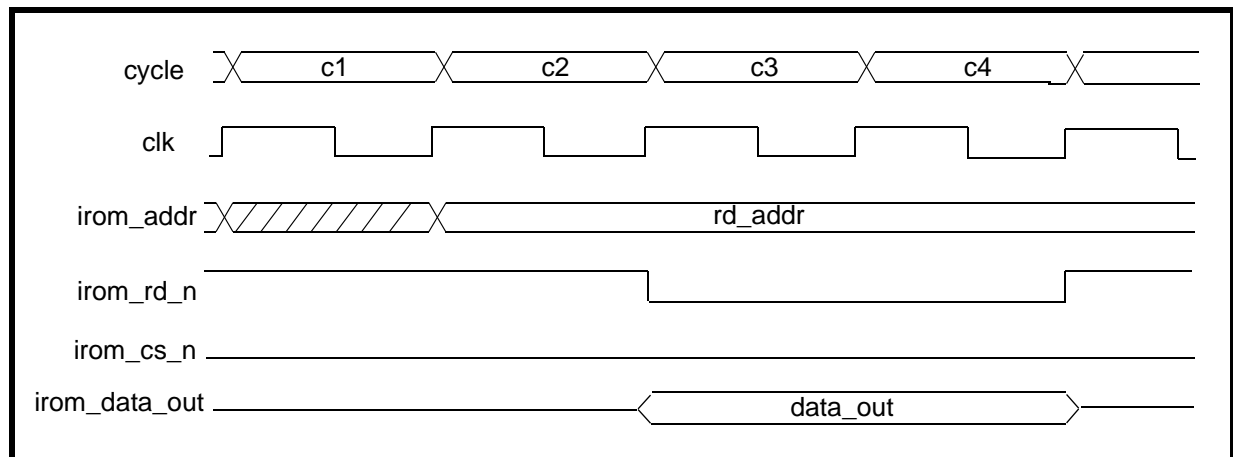 cycle c1 c2 c3 c4
clk
irom_addr rd_addr
irom_rd_n
irom_cs_n
irom_data_out data_out